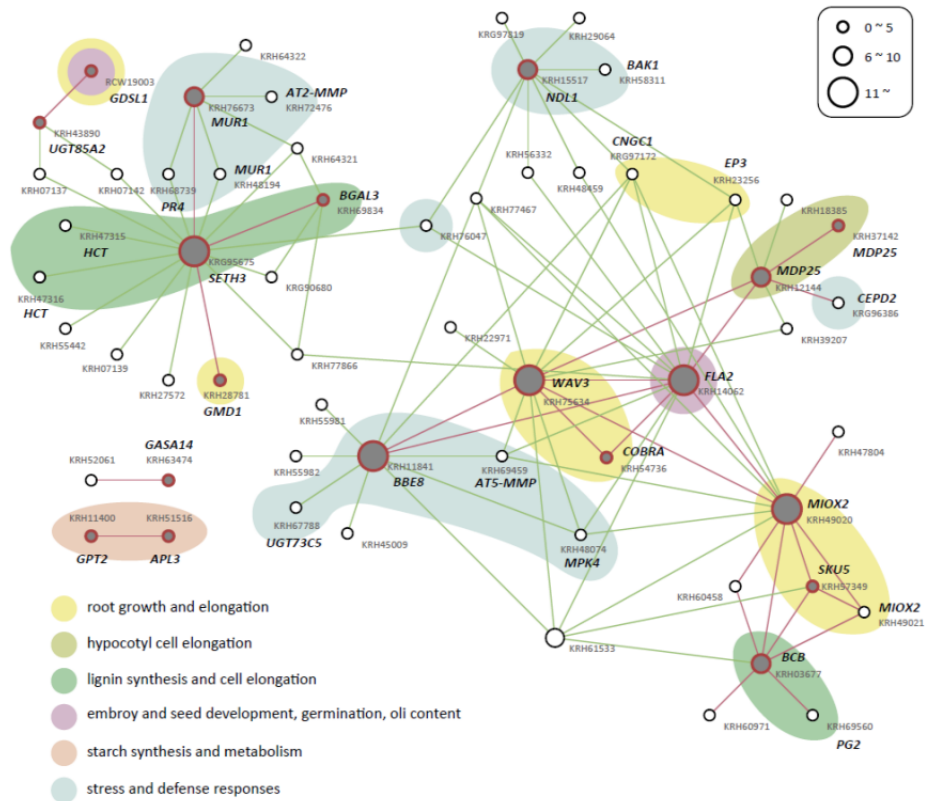 KRG97819
KRH29064
0 ~ 5
6 ~ 10
11 ~
KRH64322
BAK1
KRH15517
KRH58311
NDL1
RCW19003
GDSL1
AT2-MMP
KRH76673
KRH72476
MUR1
KRH43890
UGT85A2
KRH64321
KRH56332
CNGC1
KRG97172
EP3
KRH23256
KRH07137
KRH07142
KRH68739
MUR1
KRH48194
PR4
BGAL3
KRH69834
KRH48459
KRH77467
KRH18385
KRH37142
MDP25
KRH47315
HCT
KRH76047
KRG95675
SETH3
KRH47316
HCT
KRG90680
MDP25
KRH12144
CEPD2
KRG96386
KRH55442
KRH22971
KRH39207
KRH07139
KRH77866
KRH27572
KRH28781
GMD1
WAV3
KRH75634
FLA2
KRH14062
KRH55981
GASA14
KRH52061
KRH63474
KRH55982
KRH11841
BBE8
KRH69459
AT5-MMP
COBRA
KRH54736
KRH47804
KRH11400
KRH51516
GPT2
APL3
KRH67788
UGT73C5
KRH45009
KRH48074
MPK4
MIOX2
KRH49020
SKU5
KRH57349
KRH60458
MIOX2
KRH49021
KRH61533
BCB
KRH03677
KRH60971
KRH69560
PG2
root growth and elongation
hypocotyl cell elongation
lignin synthesis and cell elongation
embroy and seed development, germination, oli content
starch synthesis and metabolism
stress and defense responses